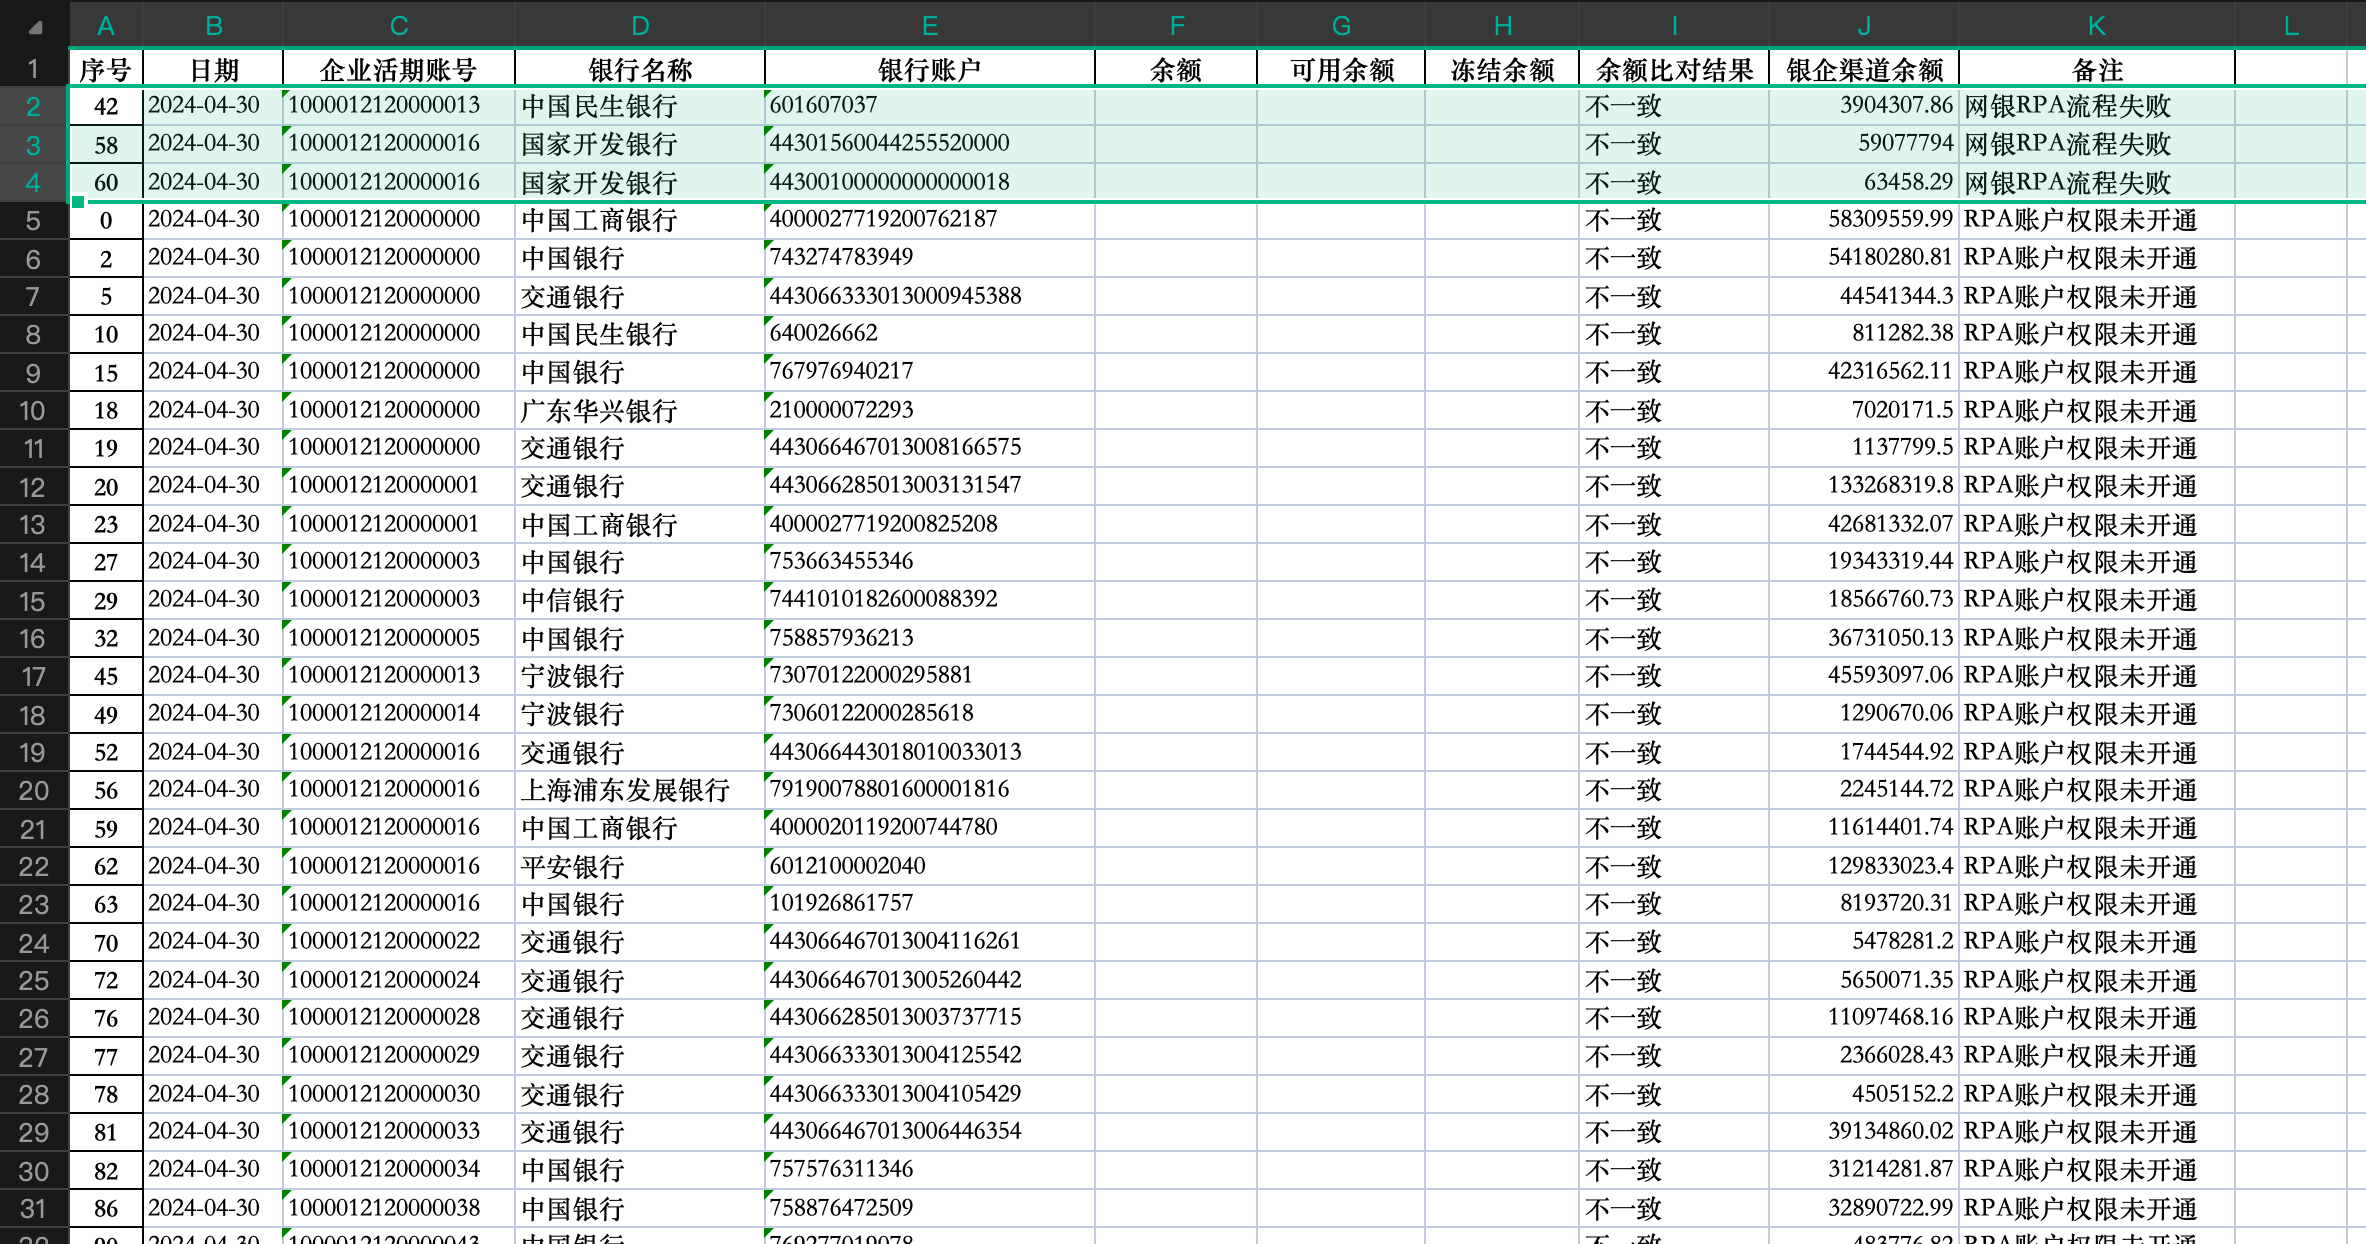 A B C D E F G H I J K L
1 序号 日期 企业活期账号 银行名称 银行账户 余额 可用余额 冻结余额 余额比对结果 银企渠道余额 备注
2 42 2024-04-30 1000012120000013 中国民生银行 601607037 不一致 3904307.86 网银RPA流程失败
3 58 2024-04-30 1000012120000016 国家开发银行 44301560044255520000 不一致 59077794 网银RPA流程失败
4 60 2024-04-30 1000012120000016 国家开发银行 44300100000000000018 不一致 63458.29 网银RPA流程失败
5 0 2024-04-30 1000012120000000 中国工商银行 4000027719200762187 不一致 58309559.99 RPA账户权限未开通
6 2 2024-04-30 1000012120000000 中国银行 743274783949 不一致 54180280.81 RPA账户权限未开通
7 5 2024-04-30 1000012120000000 交通银行 443066333013000945388 不一致 44541344.3 RPA账户权限未开通
8 10 2024-04-30 1000012120000000 中国民生银行 640026662 不一致 811282.38 RPA账户权限未开通
9 15 2024-04-30 1000012120000000 中国银行 767976940217 不一致 42316562.11 RPA账户权限未开通
10 18 2024-04-30 1000012120000000 广东华兴银行 210000072293 不一致 7020171.5 RPA账户权限未开通
11 19 2024-04-30 1000012120000000 交通银行 443066467013008166575 不一致 1137799.5 RPA账户权限未开通
12 20 2024-04-30 1000012120000001 交通银行 443066285013003131547 不一致 133268319.8 RPA账户权限未开通
13 23 2024-04-30 1000012120000001 中国工商银行 4000027719200825208 不一致 42681332.07 RPA账户权限未开通
14 27 2024-04-30 1000012120000003 中国银行 753663455346 不一致 19343319.44 RPA账户权限未开通
15 29 2024-04-30 1000012120000003 中信银行 7441010182600088392 不一致 18566760.73 RPA账户权限未开通
16 32 2024-04-30 1000012120000005 中国银行 758857936213 不一致 36731050.13 RPA账户权限未开通
17 45 2024-04-30 1000012120000013 宁波银行 73070122000295881 不一致 45593097.06 RPA账户权限未开通
18 49 2024-04-30 1000012120000014 宁波银行 73060122000285618 不一致 1290670.06 RPA账户权限未开通
19 52 2024-04-30 1000012120000016 交通银行 443066443018010033013 不一致 1744544.92 RPA账户权限未开通
20 56 2024-04-30 1000012120000016 上海浦东发展银行 79190078801600001816 不一致 2245144.72 RPA账户权限未开通
21 59 2024-04-30 1000012120000016 中国工商银行 4000020119200744780 不一致 11614401.74 RPA账户权限未开通
22 62 2024-04-30 1000012120000016 平安银行 6012100002040 不一致 129833023.4 RPA账户权限未开通
23 63 2024-04-30 1000012120000016 中国银行 101926861757 不一致 8193720.31 RPA账户权限未开通
24 70 2024-04-30 1000012120000022 交通银行 443066467013004116261 不一致 5478281.2 RPA账户权限未开通
25 72 2024-04-30 1000012120000024 交通银行 443066467013005260442 不一致 5650071.35 RPA账户权限未开通
26 76 2024-04-30 1000012120000028 交通银行 443066285013003737715 不一致 11097468.16 RPA账户权限未开通
27 77 2024-04-30 1000012120000029 交通银行 443066333013004125542 不一致 2366028.43 RPA账户权限未开通
28 78 2024-04-30 1000012120000030 交通银行 443066333013004105429 不一致 4505152.2 RPA账户权限未开通
29 81 2024-04-30 1000012120000033 交通银行 443066467013006446354 不一致 39134860.02 RPA账户权限未开通
30 82 2024-04-30 1000012120000034 中国银行 757576311346 不一致 31214281.87 RPA账户权限未开通
31 86 2024-04-30 1000012120000038 中国银行 758876472509 不一致 32890722.99 RPA账户权限未开通